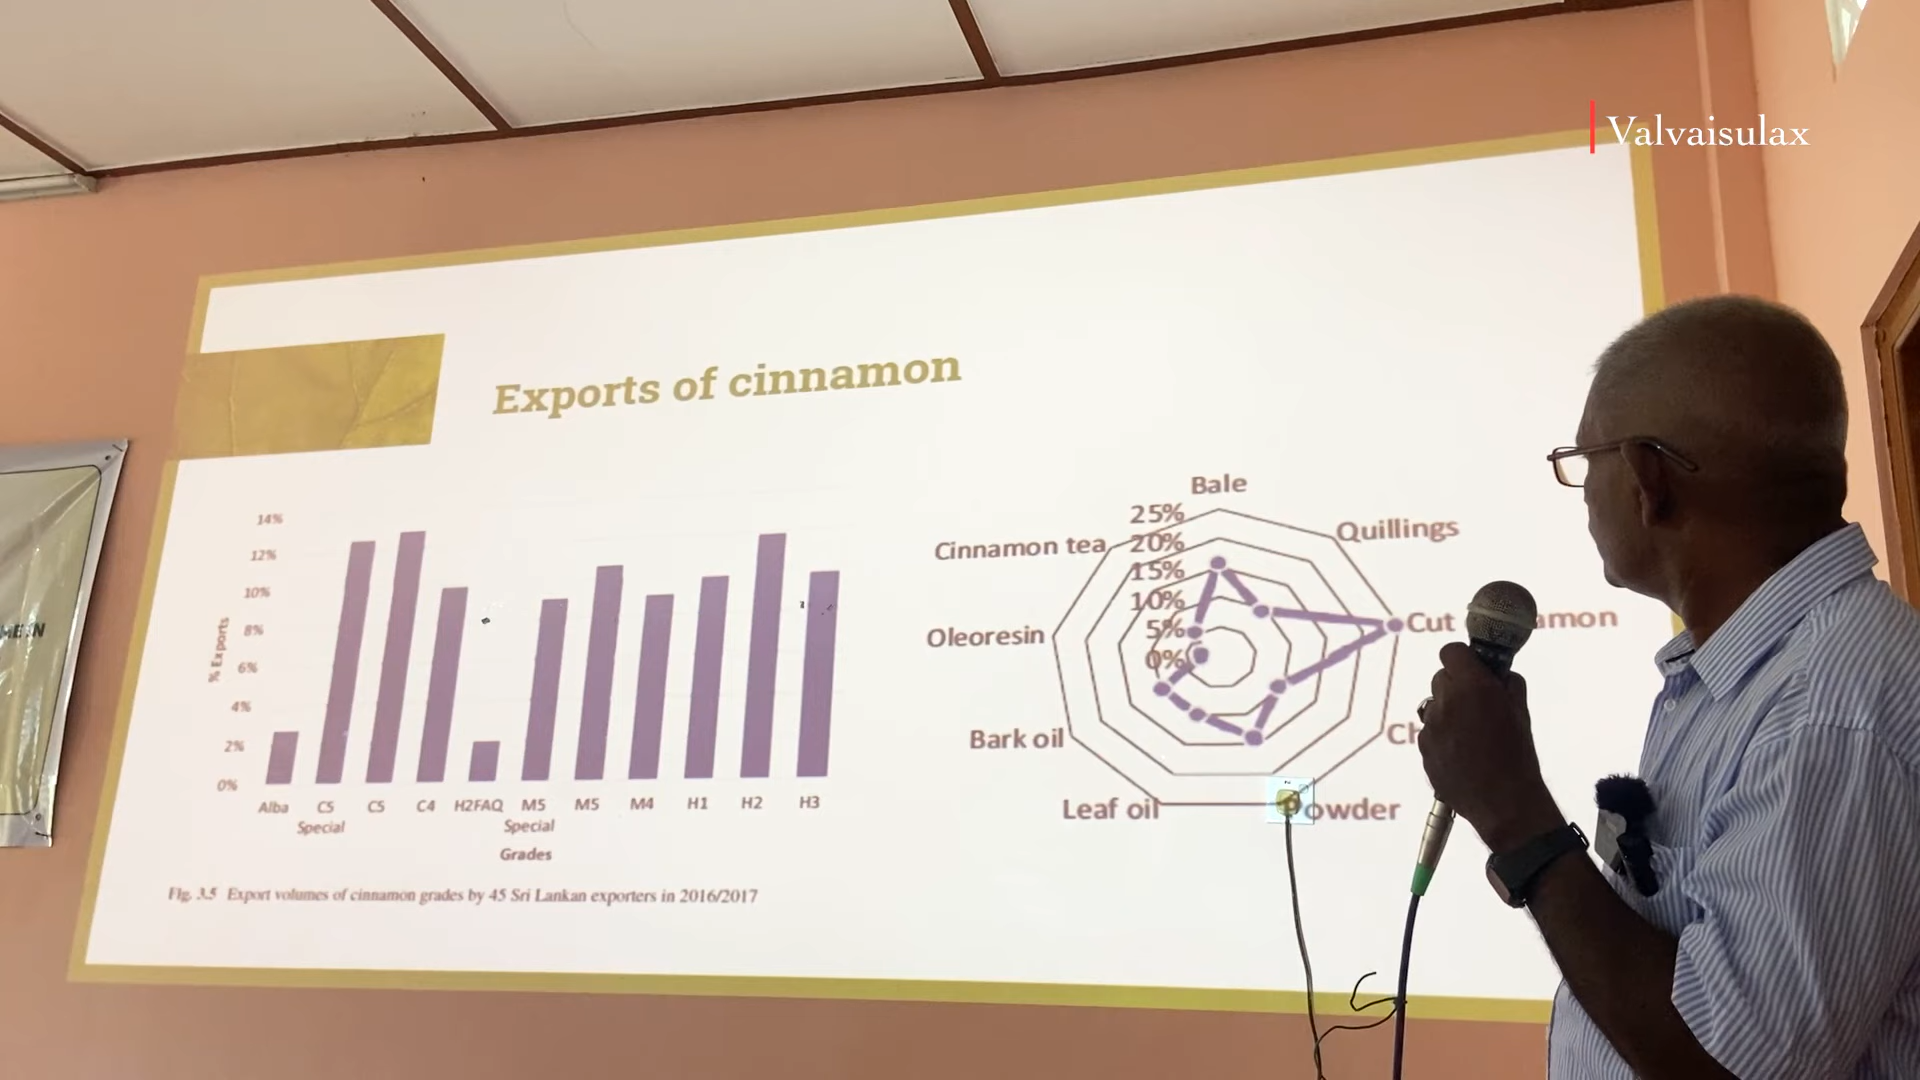 Valvaisulax
Exports of cinnamon
14%
12%
10%
8%
6%
4%
2%
0%
% Exports
Alba C5 C5 C4 H2FAQ M5 M5 M4 H1 H2 H3
Special Special
Grades
Fig. 3.5 Export volumes of cinnamon grades by 45 Sri Lankan exporters in 2016/2017
Bale
25%
20%
15%
10%
5%
0%
Quillings
Cut
Powder
Leaf oil
Bark oil
Oleoresin
Cinnamon tea